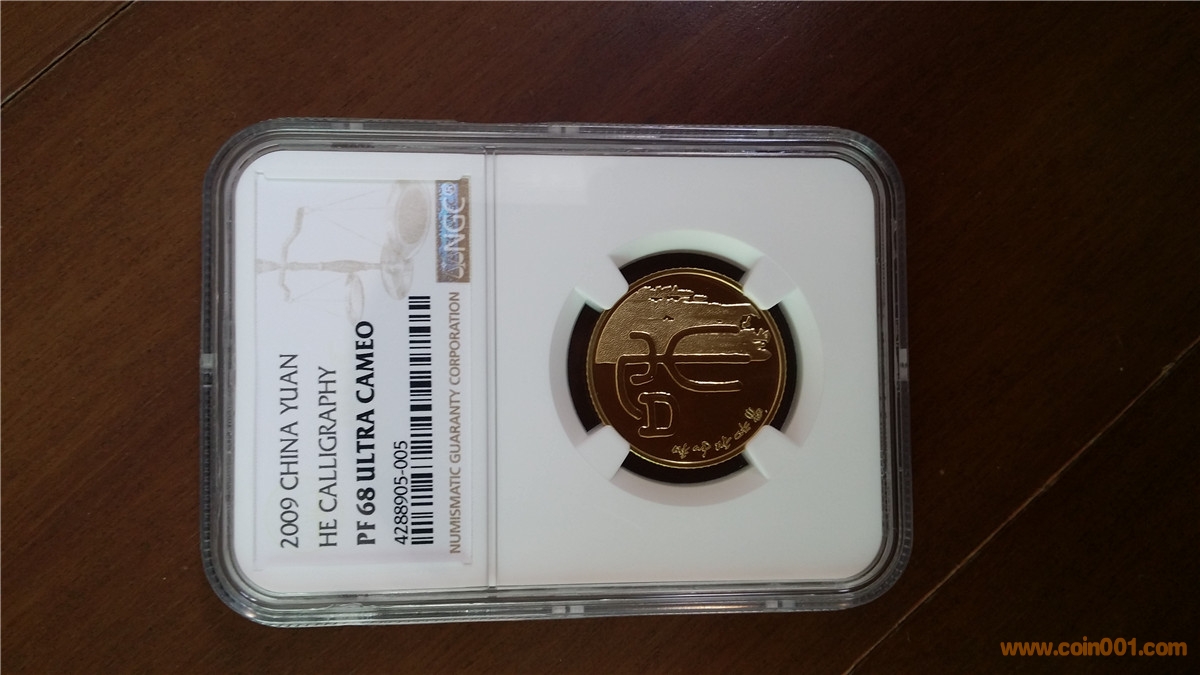 2009 CHINA YUAN
HE CALLIGRAPHY
PF 68 ULTRA CAMEO
4288905-005
NGC
NUMISMATIC GUARANTY CORPORATION
www.coin001.com